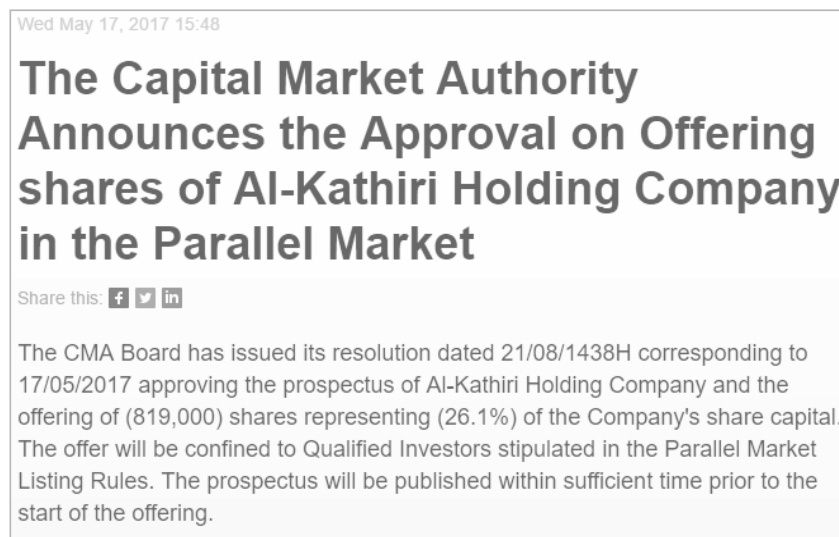 Wed May 17, 2017 15:48
The Capital Market Authority
Announces the Approval on Offering
shares of Al-Kathiri Holding Company
in the Parallel Market
Share this: f in
The CMA Board has issued its resolution dated 21/08/1438H corresponding to
17/05/2017 approving the prospectus of Al-Kathiri Holding Company and the
offering of (819,000) shares representing (26.1%) of the Company's share capital.
The offer will be confined to Qualified Investors stipulated in the Parallel Market
Listing Rules. The prospectus will be published within sufficient time prior to the
start of the offering.